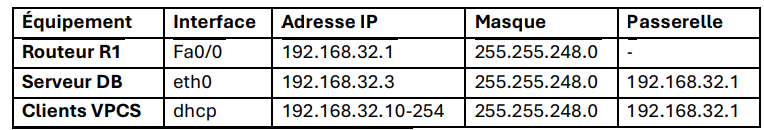 Équipement Interface Adresse IP Masque Passerelle
Routeur R1 Fa0/0 192.168.32.1 255.255.248.0 -
Serveur DB eth0 192.168.32.3 255.255.248.0 192.168.32.1
Clients VPCS dhcp 192.168.32.10-254 255.255.248.0 192.168.32.1